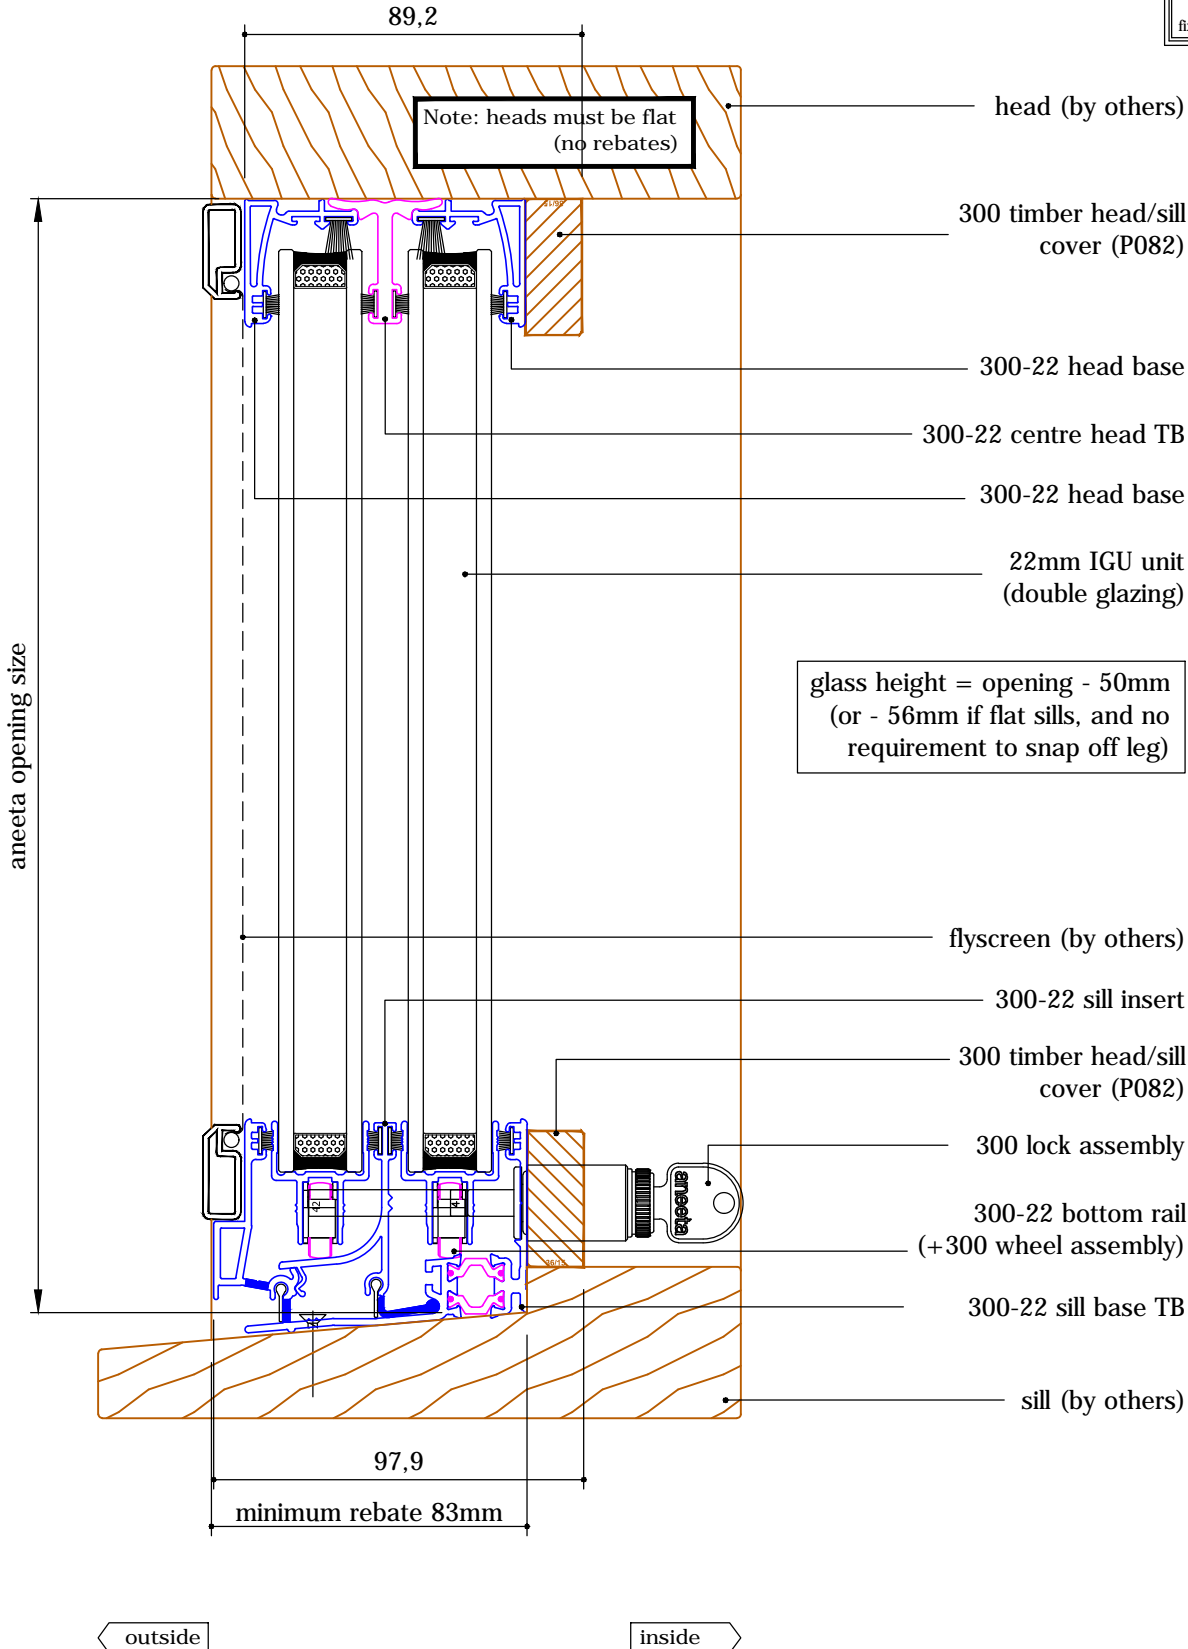 89,2
fi
Note: heads must be flat
(no rebates)
head (by others)
300 timber head/sill
cover (P082)
300-22 head base
300-22 centre head TB
300-22 head base
22mm IGU unit
(double glazing)
aneeta opening size
glass height = opening - 50mm
(or - 56mm if flat sills, and no
requirement to snap off leg)
flyscreen (by others)
300-22 sill insert
300 timber head/sill
cover (P082)
300 lock assembly
aneeta
300-22 bottom rail
(+300 wheel assembly)
42
4
300-22 sill base TB
sill (by others)
97,9
minimum rebate 83mm
outside
inside